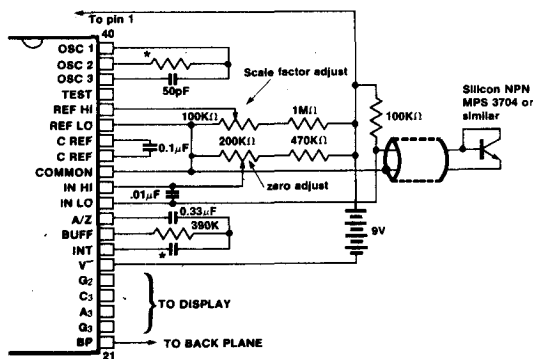 To pin 1
40
OSC 1
OSC 2
*
OSC 3
50pF
TEST
Scale factor adjust
REF HI
REF LO
100KΩ
1MΩ
100KΩ
Silicon NPN
MPS 3704 or
similar
C REF
C REF
0.1µF
200KΩ
470KΩ
COMMON
IN HI
zero adjust
.01µF
IN LO
A/Z
0.33µF
BUFF
390K
9V
INT
*
V-
G2
C3
TO DISPLAY
A3
G3
BP
TO BACK PLANE
21